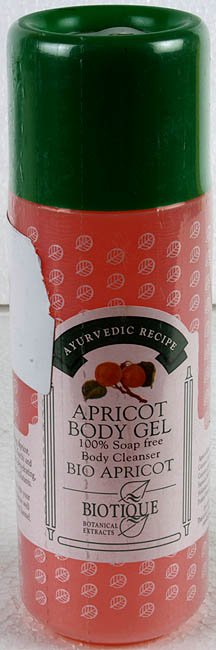 AYURVEDIC RECIPE
APRICOT
BODY GEL
100% Soap free
Body Cleanser
BIO APRICOT
BIOTIQUE
BOTANICAL
EXTRACTS